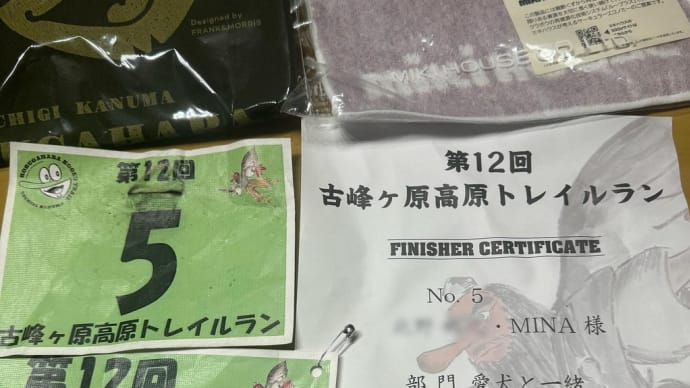 Designed by
FRANK&MORRIS
CHIGI KANUMA
GAHARA
MIKI HOUSE
第12回
5
古峰ヶ原高原トレイルラン
第12回
第12回
古峰ヶ原高原トレイルラン
FINISHER CERTIFICATE
No. 5
・MINA 様
部 門 愛犬と一緒